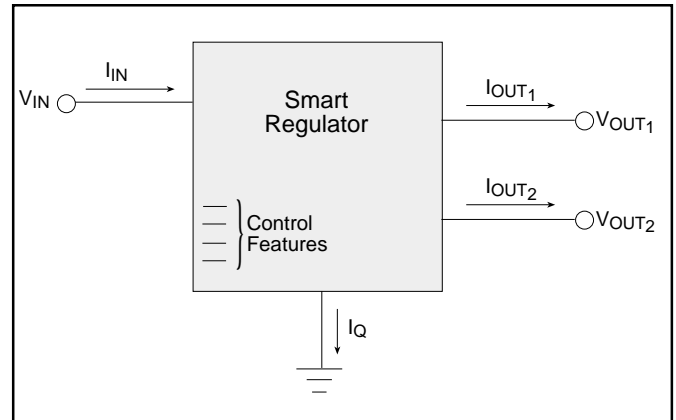 IIN
VIN
Smart
Regulator
IOUT1
VOUT1
IOUT2
VOUT2
Control
Features
IQ